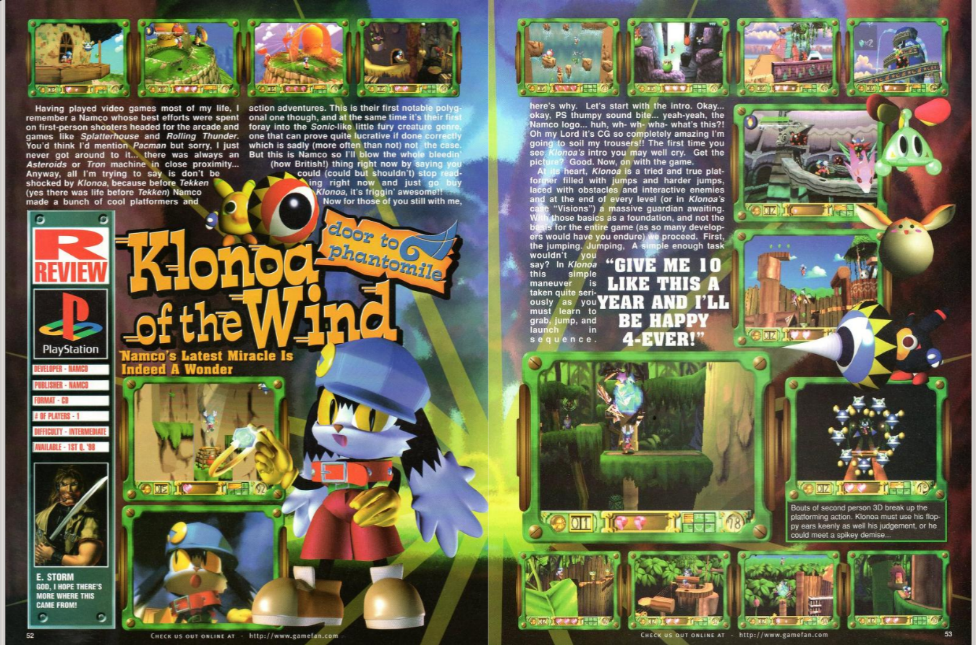 Having played video games most of my life, I
remember Namco whose best efforts were spent
on first-person shooters headed for the arcade and
games like Splatterhouse and Rolling Thunder.
You'd think I'd mention Pacman but sorry, I just
never got around to it... there was always an
Asteroids or Tron machine in close proximity...
Anyway, all I'm trying to say is don't be
shocked by Klonoa, because before Tekken
(yes there was life before Tekken) Namco
made a bunch of cool platformers and
action adventures. This is their first notable polyg-
onal one though, and at the same time it's their first
foray into the Sonic-like little fury creature genre,
one that can prove quite lucrative if done correctly
which is sadly (more often than not) not the case.
But this is Namco so I'll blow the whole bleedin'
(now British!) thing right now by saying you
could (could but shouldn't) stop read-
ing right now and just go buy
Klonoa, it's friggin' awesome!!
Now for those of you still with me,
R
REVIEW
PlayStation
DEVELOPER - NAMCO
PUBLISHER - NAMCO
FORMAT - CD
# OF PLAYERS - 1
DIFFICULTY - INTERMEDIATE
AVAILABLE - 1ST Q. '98
E. STORM
GOD, I HOPE THERE'S
MORE WHERE THIS
CAME FROM!
Klonoa
door to
phantomile
of the Wind
Namco's Latest Miracle Is
Indeed A Wonder
52
CHECK US OUT ONLINE AT - http://www.gamefan.com
here's why. Let's start with the intro. Okay...
okay, PS thumpy sound bite... yeah-yeah, the
Namco logo... huh, wh- wh- wha- what's this?!
Oh my Lord it's CG so completely amazing I'm
going to soil my trousers!! The first time you
see Klonoa's intro you may well cry. Get the
picture? Good. Now, on with the game.
At its heart, Klonoa is a tried and true plat-
former filled with jumps and harder jumps,
laced with obstacles and interactive enemies
and at the end of every level (or in Klonoa's
case "Visions") a massive guardian awaiting.
With those basics as a foundation, and not the
basis for the entire game (as so many develop-
ers would have you endure) we proceed. First,
the jumping. Jumping, A simple enough task
wouldn't you
say? In Klonoa
this simple
maneuver is
taken quite seri-
ously as you
must learn to
grab, jump, and
launch in
sequence.
"GIVE ME 10
LIKE THIS A
YEAR AND I'LL
BE HAPPY
4-EVER!"
011
78
Bouts of second person 3D break up the
platforming action. Klonoa must use his flop-
py ears keenly as well his judgement, or he
could meet a spikey demise...
CHECK US OUT ONLINE AT - http://www.gamefan.com
53